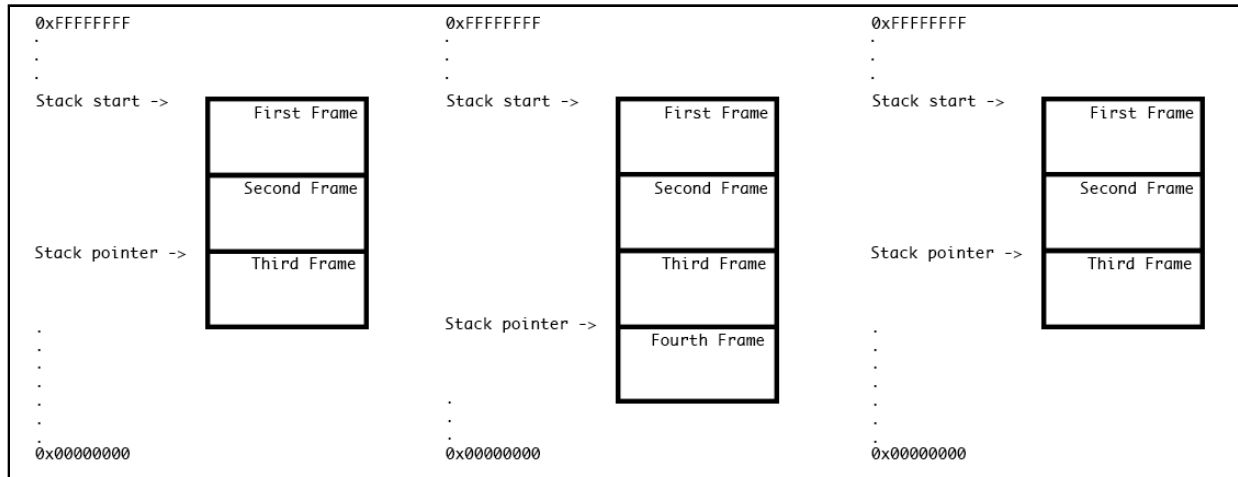 0xFFFFFFFF
.
.
.
Stack start ->
First Frame
Second Frame
Stack pointer ->
Third Frame
.
.
.
.
.
.
.
0x00000000
0xFFFFFFFF
.
.
.
Stack start ->
First Frame
Second Frame
Third Frame
Stack pointer ->
Fourth Frame
.
.
.
0x00000000
0xFFFFFFFF
.
.
.
Stack start ->
First Frame
Second Frame
Stack pointer ->
Third Frame
.
.
.
.
.
.
.
0x00000000